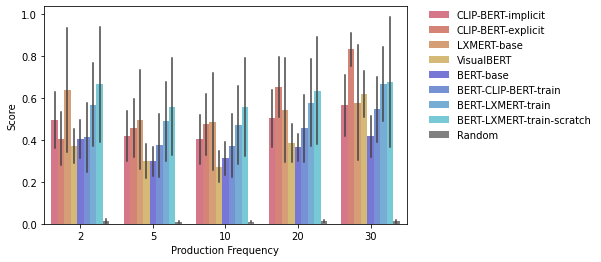 1.0
0.8
0.6
0.4
0.2
0.0
Score
2
5
10
20
30
Production Frequency
CLIP-BERT-implicit
CLIP-BERT-explicit
LXMERT-base
VisualBERT
BERT-base
BERT-CLIP-BERT-train
BERT-LXMERT-train
BERT-LXMERT-train-scratch
Random